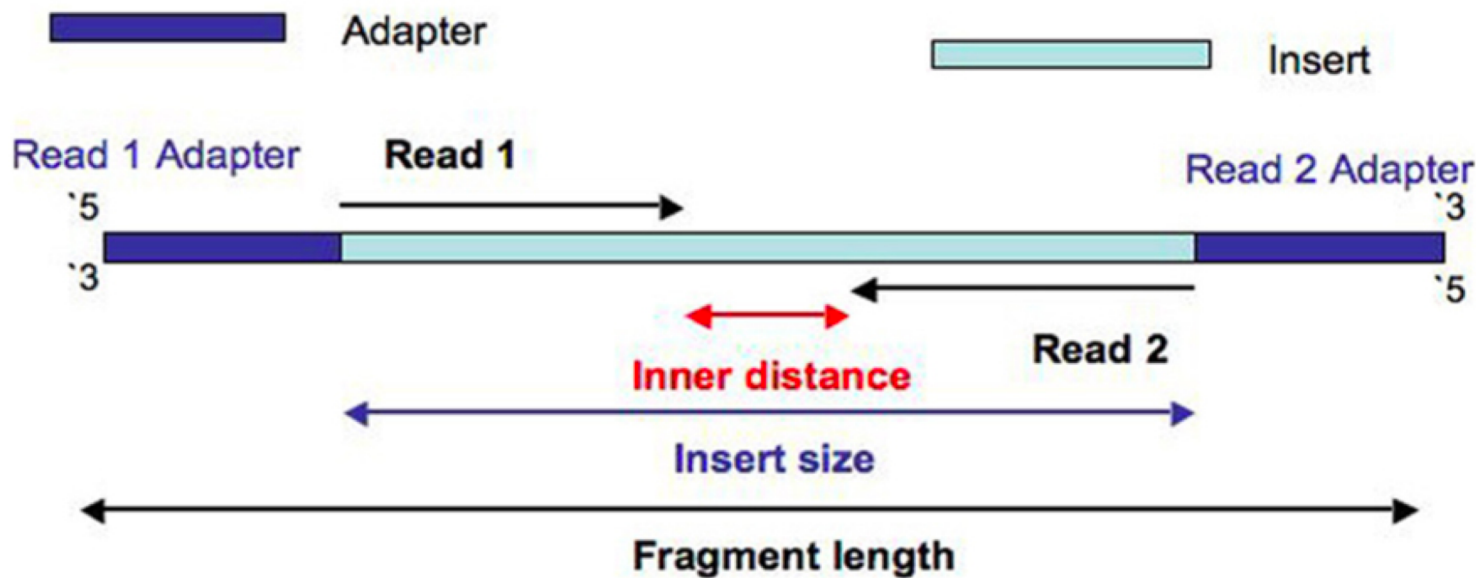 Adapter
Insert
Read 1 Adapter
Read 1
Read 2 Adapter
`5
`3
`3
`5
Read 2
Inner distance
Insert size
Fragment length